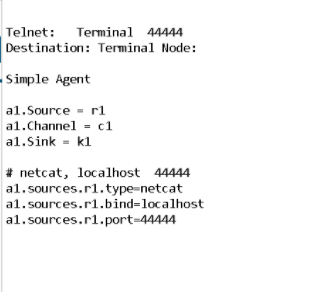 Telnet:   Terminal  44444
Destination: Terminal Node:
Simple Agent
a1.Source = r1
a1.Channel = c1
a1.Sink = k1
# netcat, localhost  44444
a1.sources.r1.type=netcat
a1.sources.r1.bind=localhost
a1.sources.r1.port=44444